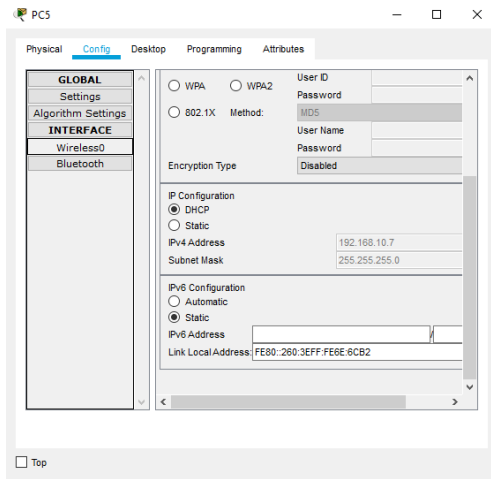 PC5
Physical Config Desktop Programming Attributes
GLOBAL
Settings
Algorithm Settings
INTERFACE
Wireless0
Bluetooth
WPA WPA2 User ID
Password
802.1X Method: MD5
User Name
Password
Encryption Type Disabled
IP Configuration
DHCP
Static
IPv4 Address 192.168.10.7
Subnet Mask 255.255.255.0
IPv6 Configuration
Automatic
Static
IPv6 Address /
Link Local Address: FE80::260:3EFF:FE6E:6CB2
Top